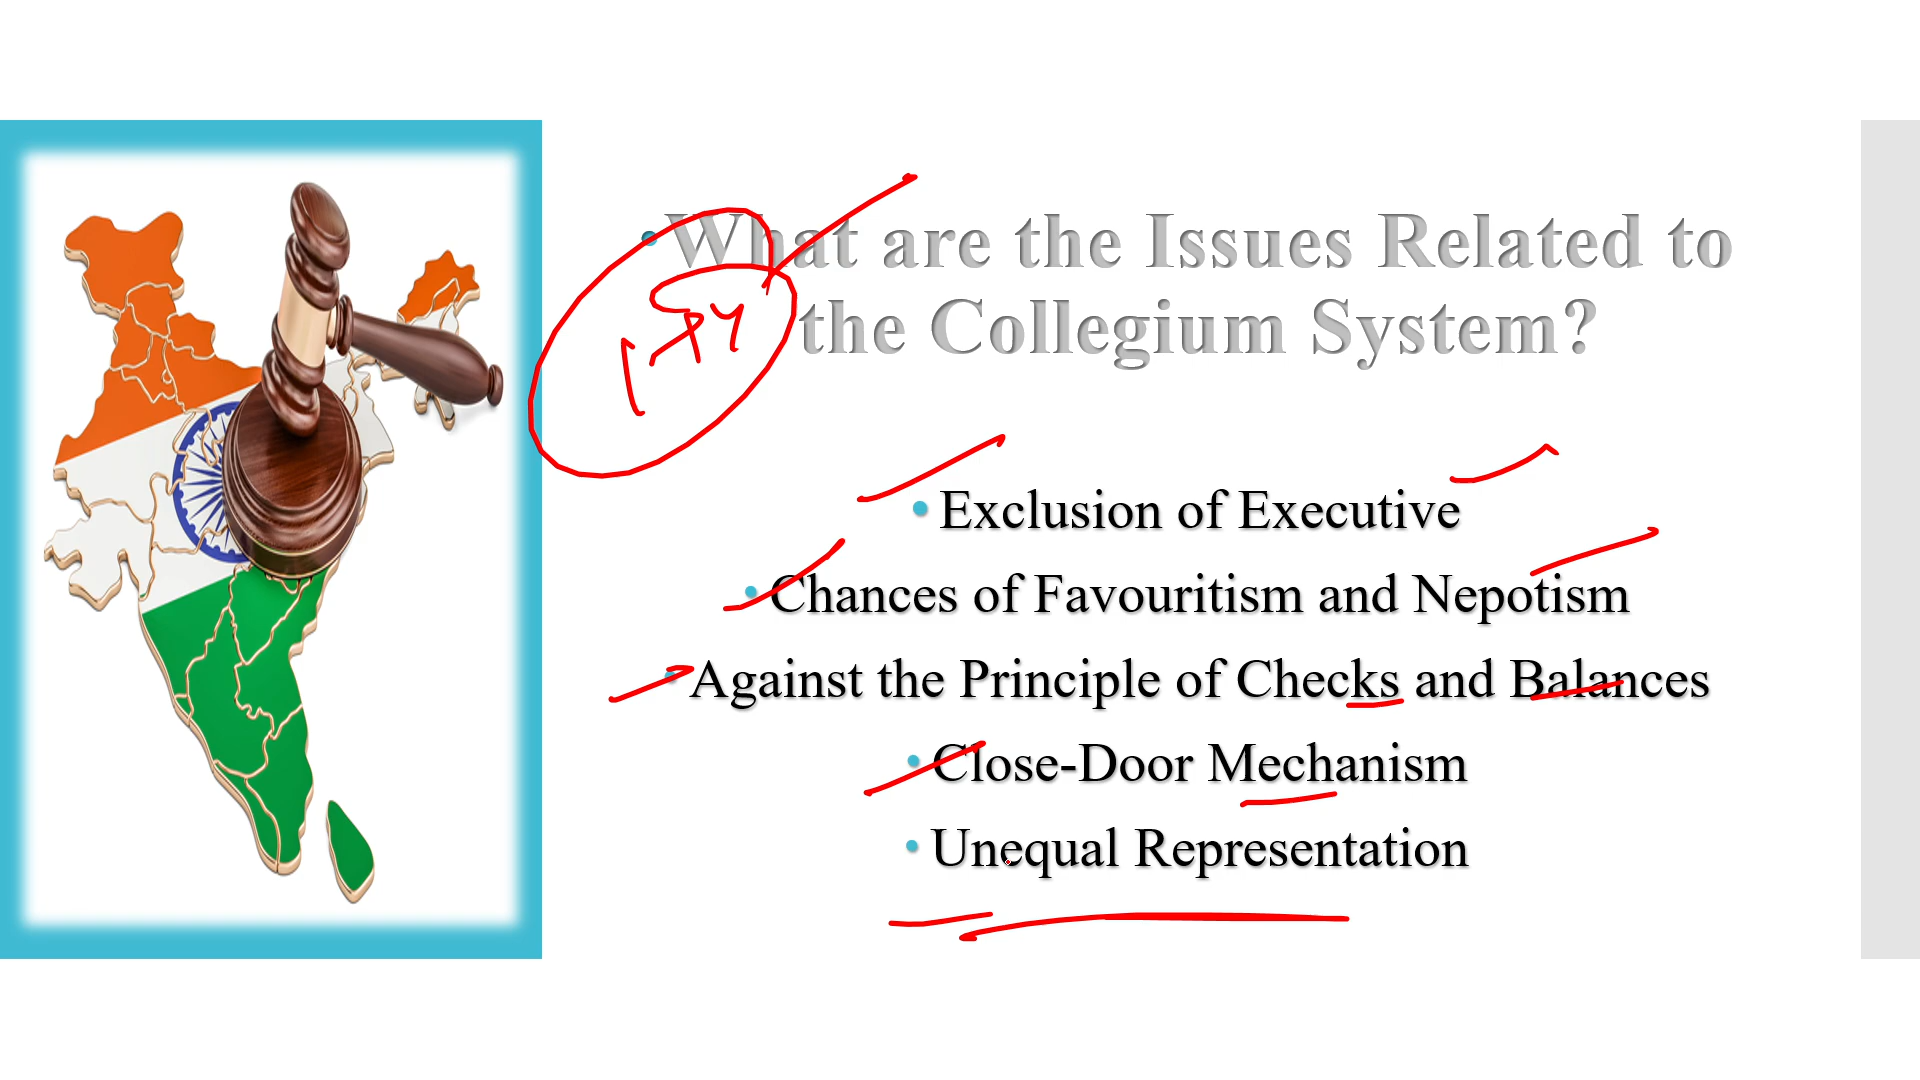 • What are the Issues Related to
the Collegium System?
• Exclusion of Executive
• Chances of Favouritism and Nepotism
• Against the Principle of Checks and Balances
• Close-Door Mechanism
• Unequal Representation